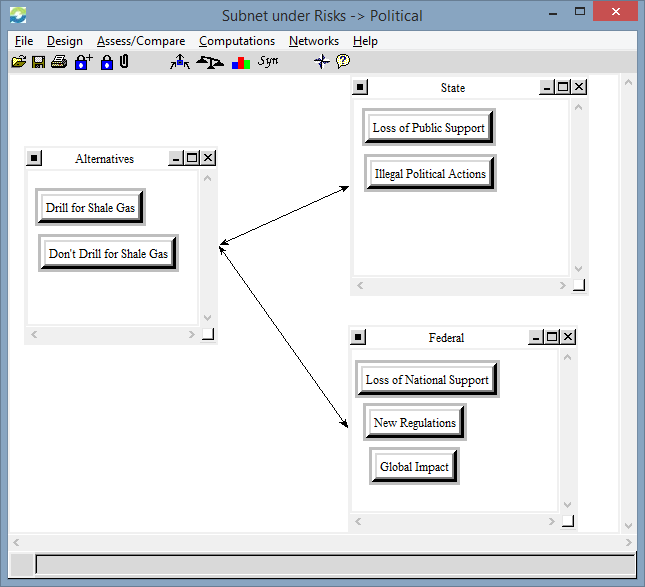 Subnet under Risks -> Political
File Design Assess/Compare Computations Networks Help
Syn
State
Loss of Public Support
Illegal Political Actions
Alternatives
Drill for Shale Gas
Don't Drill for Shale Gas
Federal
Loss of National Support
New Regulations
Global Impact